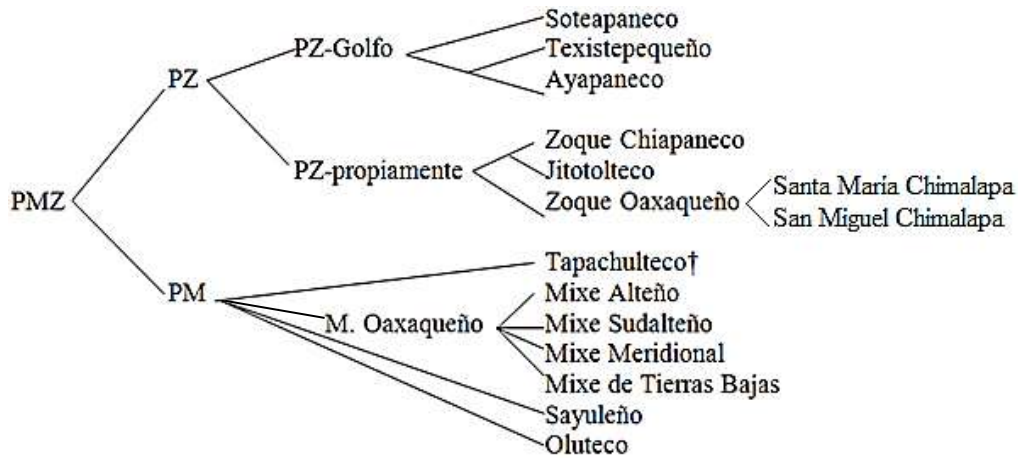 Soteapaneco
PZ-Golfo
Texistepequeño
PZ
Ayapaneco
Zoque Chiapaneco
PZ-propiamente
Jitotolteco
PMZ
Zoque Oaxaqueño
Santa María Chimalapa
San Miguel Chimalapa
Tapachulteco†
PM
Mixe Alteño
M. Oaxaqueño
Mixe Sudalteño
Mixe Meridional
Mixe de Tierras Bajas
Sayuleño
Oluteco